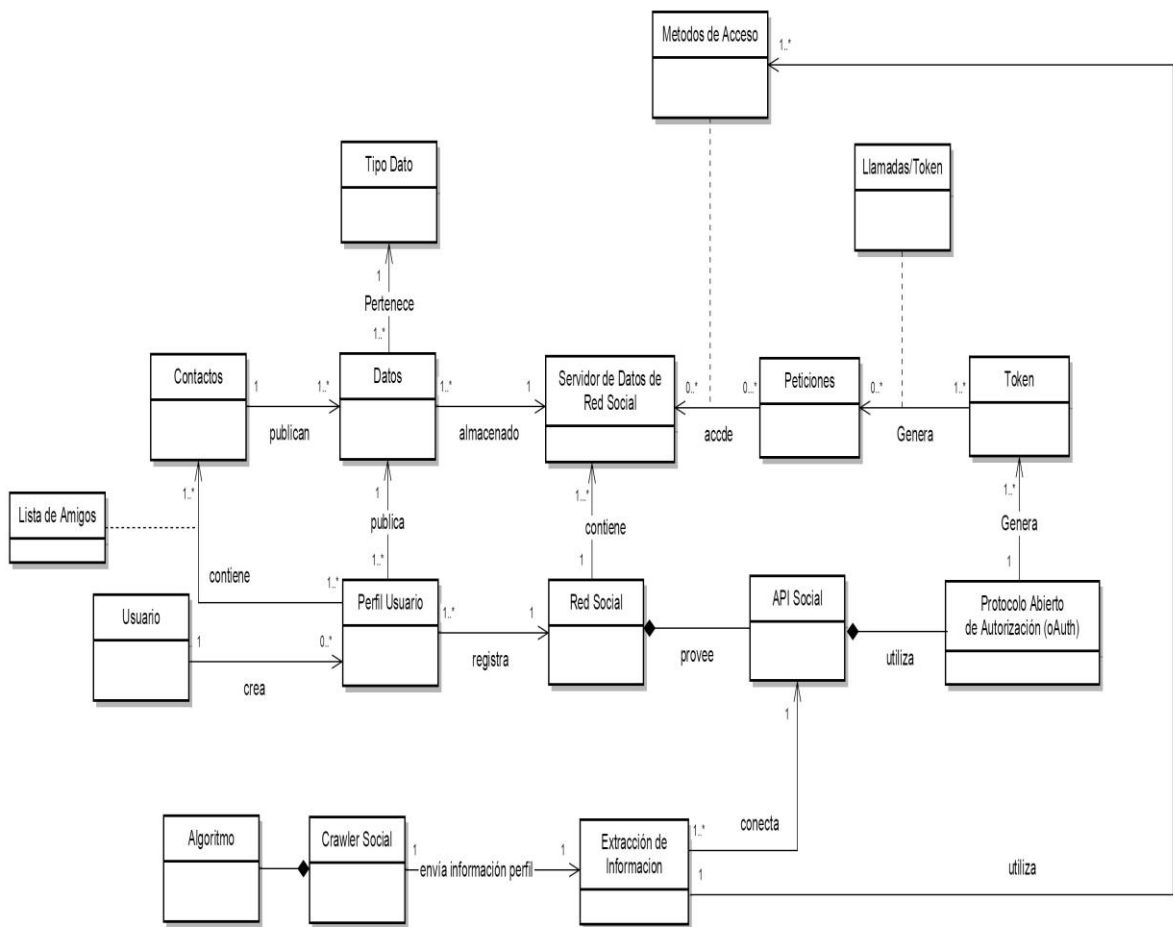 Metodos de Acceso
1..*
Tipo Dato
Llamadas/Token
1
Pertenece
1..*
Contactos
1
1..*
Datos
1..*
1
Servidor de Datos de
Red Social
0..*
0...*
Peticiones
0..*
1..*
Token
publican
almacenado
accde
Genera
1..*
1
1...*
1..*
Lista de Amigos
publica
contiene
Genera
contiene
1..*
1..*
1
1
Usuario
Perfil Usuario
Red Social
API Social
Protocolo Abierto
de Autorización (oAuth)
1
0..*
1..*
1
crea
registra
provee
utiliza
1
Algoritmo
Crawler Social
1
envía información perfil
1
Extracción de
Informacion
1..*
conecta
1
utiliza